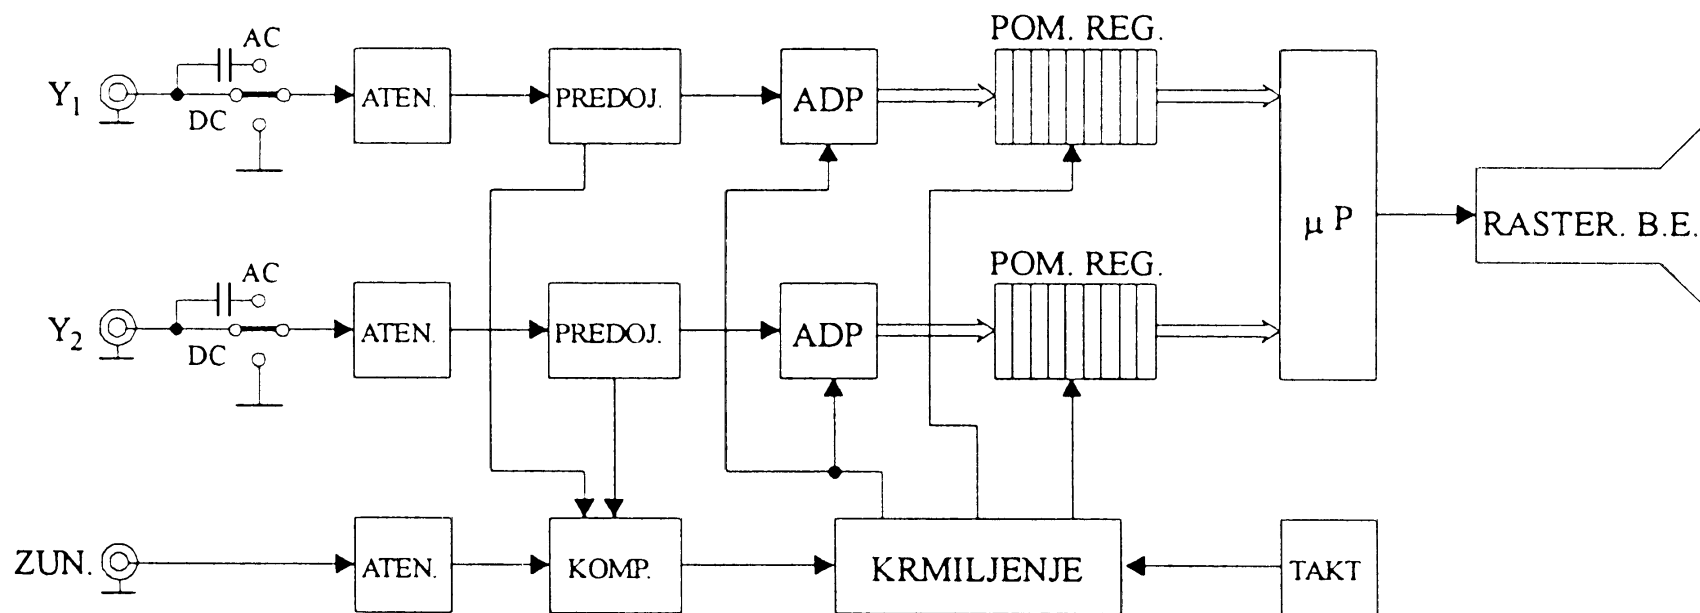 POM. REG.
AC
Y1
DC
ATEN.
PREDOJ.
ADP
μP
RASTER. B.E.
POM. REG.
AC
Y2
DC
ATEN.
PREDOJ.
ADP
ZUN.
ATEN.
KOMP.
KRMILJENJE
TAKT